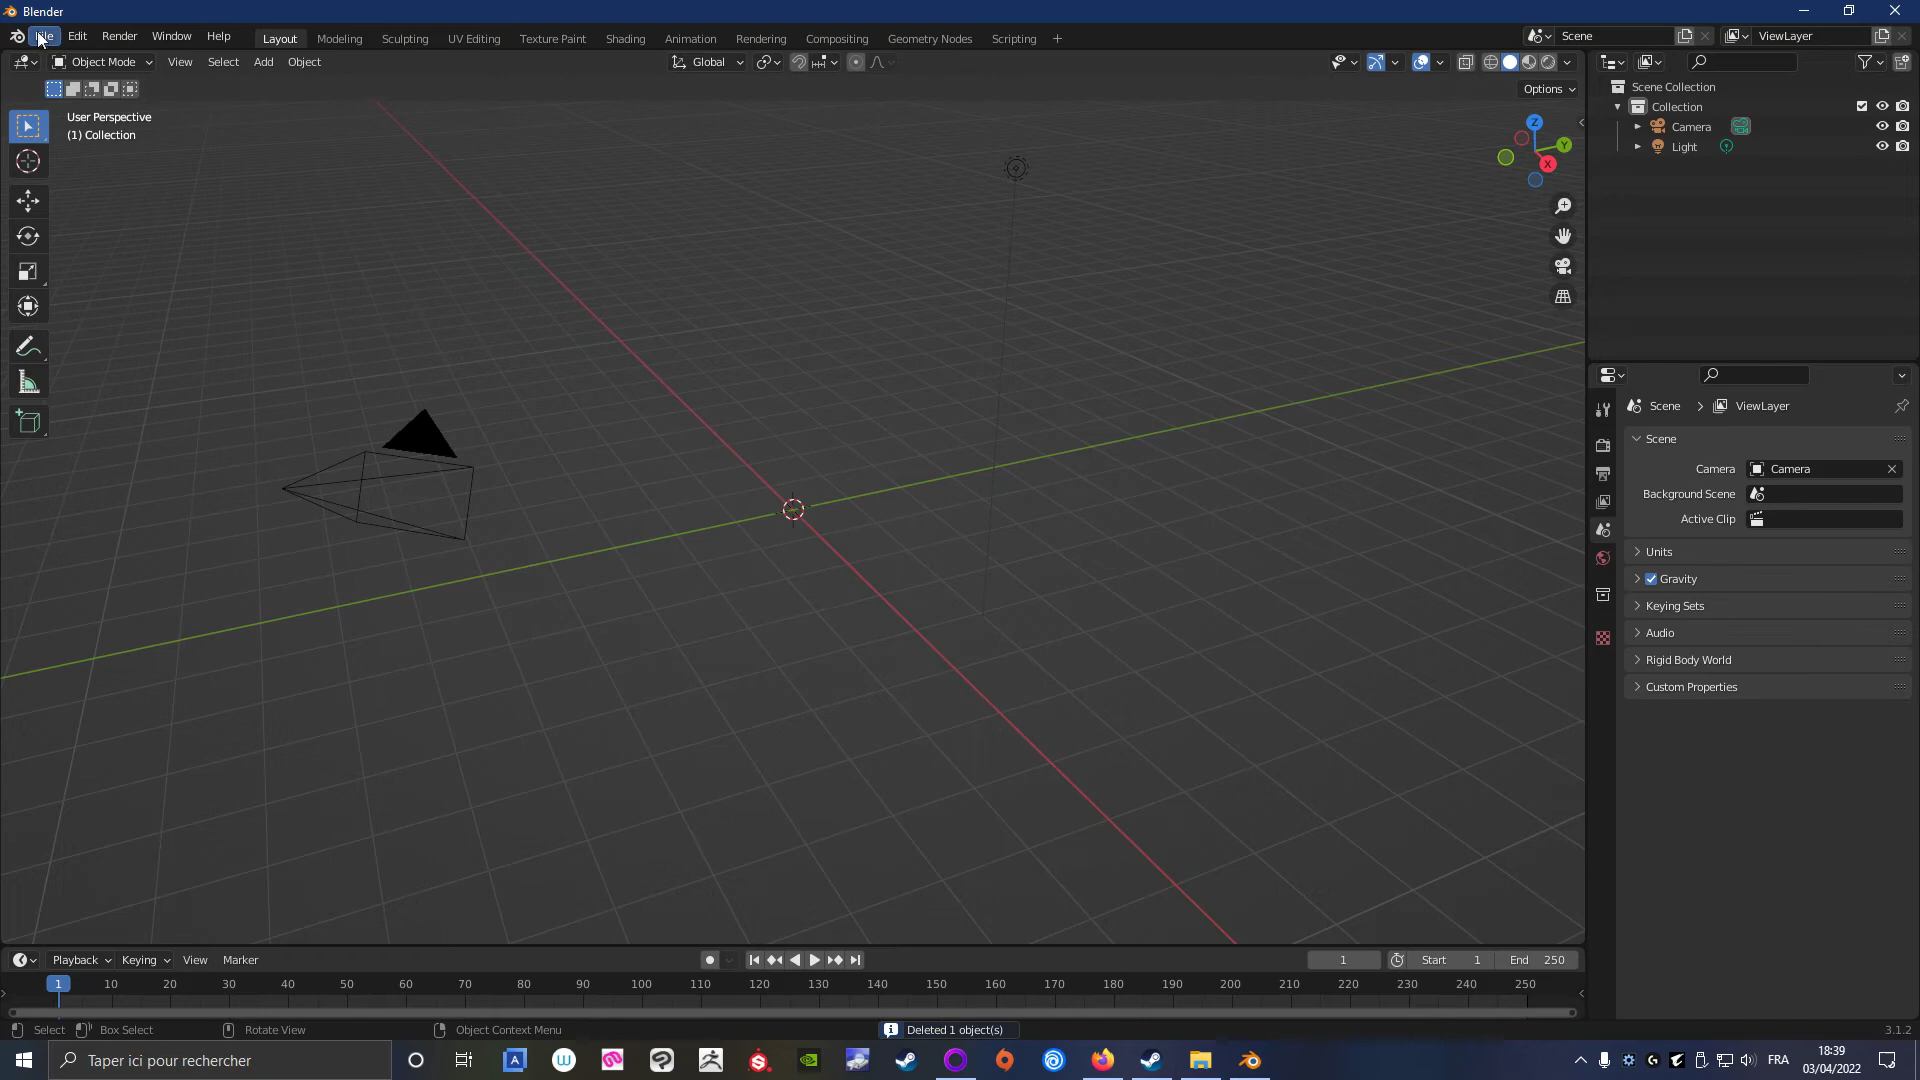 Blender
File Edit Render Window Help Layout Modeling Sculpting UV Editing Texture Paint Shading Animation Rendering Compositing Geometry Nodes Scripting + Scene ViewLayer
Object Mode View Select Add Object Global
Options
User Perspective
(1) Collection
Z
Y
X
Scene Collection
Collection
Camera
Light
Scene > ViewLayer
Scene
Camera Camera
Background Scene
Active Clip
Units
Gravity
Keying Sets
Audio
Rigid Body World
Custom Properties
Playback Keying View Marker 1 Start 1 End 250
1 10 20 30 40 50 60 70 80 90 100 110 120 130 140 150 160 170 180 190 200 210 220 230 240 250
Select Box Select Rotate View Object Context Menu Deleted 1 object(s) 3.1.2
Taper ici pour rechercher FRA 18:39
03/04/2022